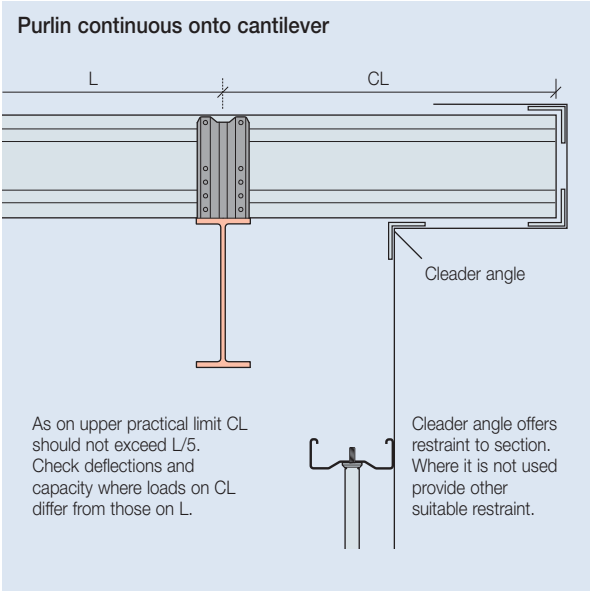 Purlin continuous onto cantilever
L
CL
Cleader angle
As on upper practical limit CL
should not exceed L/5.
Check deflections and
capacity where loads on CL
differ from those on L.
Cleader angle offers
restraint to section.
Where it is not used
provide other
suitable restraint.